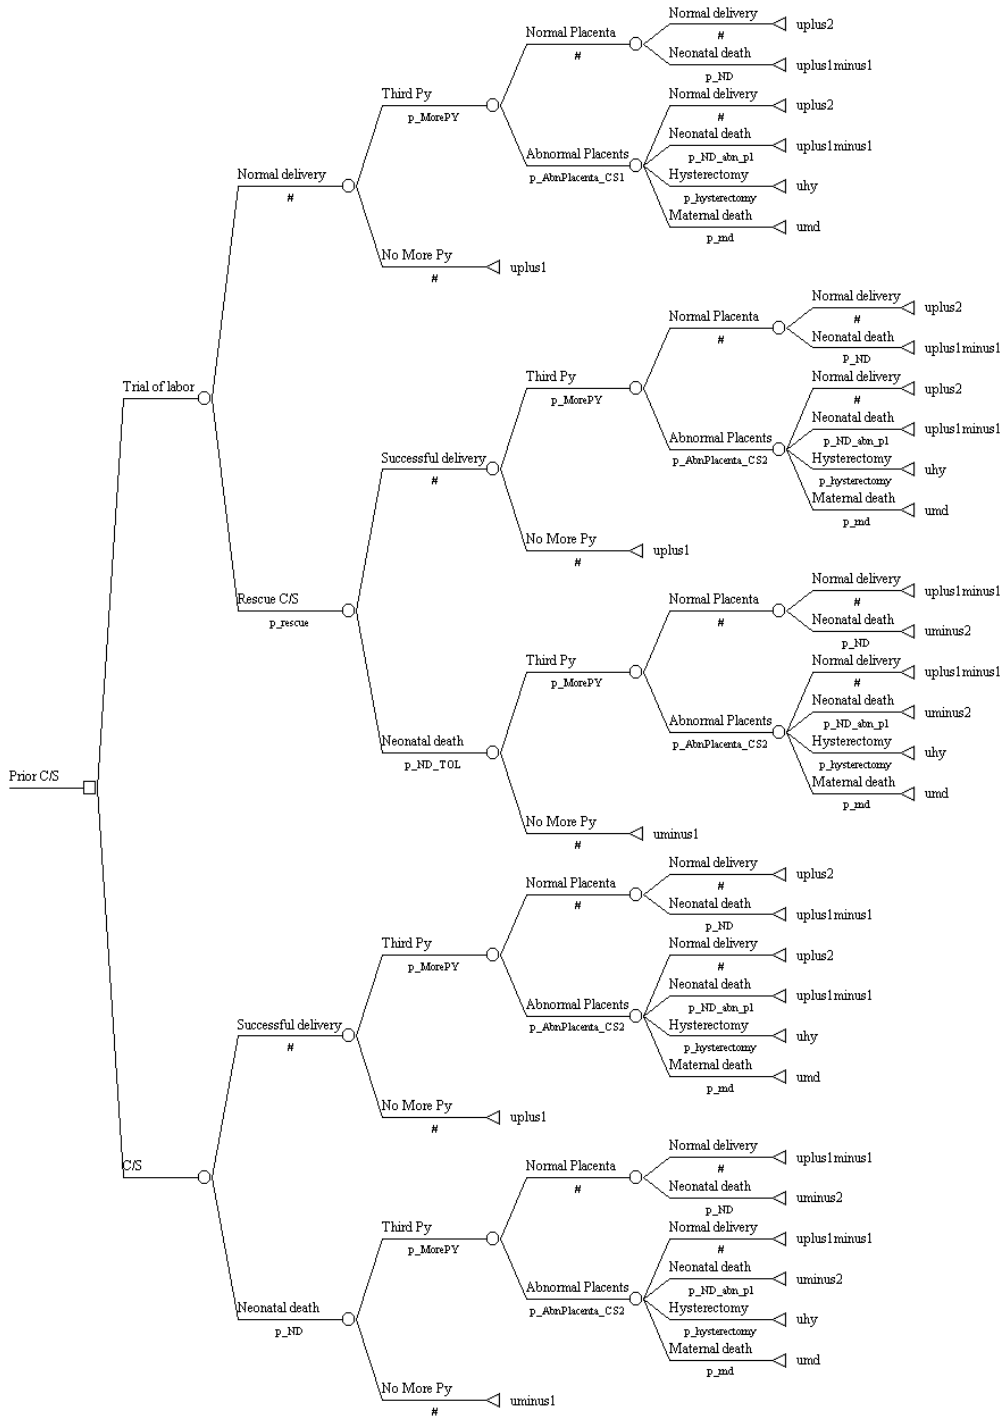 Normal delivery
uplus2
#
Normal Placenta
#
Neonatal death
uplus1minus1
p_ND
Third Py
p_MorePY
Normal delivery
uplus2
#
Neonatal death
uplus1minus1
p_ND_abn_pl
Abnormal Placents
p_AbnPlacenta_CS1
Hysterectomy
uhy
p_hysterectomy
Maternal death
umd
p_md
Normal delivery
#
No More Py
uplus1
#
Normal delivery
uplus2
#
Normal Placenta
#
Neonatal death
uplus1minus1
p_ND
Trial of labor
Third Py
p_MorePY
Normal delivery
uplus2
#
Neonatal death
uplus1minus1
p_ND_abn_pl
Abnormal Placents
p_AbnPlacenta_CS2
Hysterectomy
uhy
p_hysterectomy
Maternal death
umd
p_md
Successful delivery
#
No More Py
uplus1
#
Rescue C/S
p_rescue
Normal delivery
uplus1minus1
#
Normal Placenta
#
Neonatal death
uminus2
p_ND
Third Py
p_MorePY
Normal delivery
uplus1minus1
#
Neonatal death
uminus2
p_ND_abn_pl
Abnormal Placents
p_AbnPlacenta_CS2
Hysterectomy
uhy
p_hysterectomy
Maternal death
umd
p_md
Neonatal death
p_ND_TOL
No More Py
uminus1
#
Prior C/S
Normal delivery
uplus2
#
Normal Placenta
#
Neonatal death
uplus1minus1
p_ND
Third Py
p_MorePY
Normal delivery
uplus2
#
Neonatal death
uplus1minus1
p_ND_abn_pl
Abnormal Placents
p_AbnPlacenta_CS2
Hysterectomy
uhy
p_hysterectomy
Maternal death
umd
p_md
Successful delivery
#
No More Py
uplus1
#
C/S
Normal delivery
uplus1minus1
#
Normal Placenta
#
Neonatal death
uminus2
p_ND
Third Py
p_MorePY
Normal delivery
uplus1minus1
#
Neonatal death
uminus2
p_ND_abn_pl
Abnormal Placents
p_AbnPlacenta_CS2
Hysterectomy
uhy
p_hysterectomy
Maternal death
umd
p_md
Neonatal death
p_ND
No More Py
uminus1
#